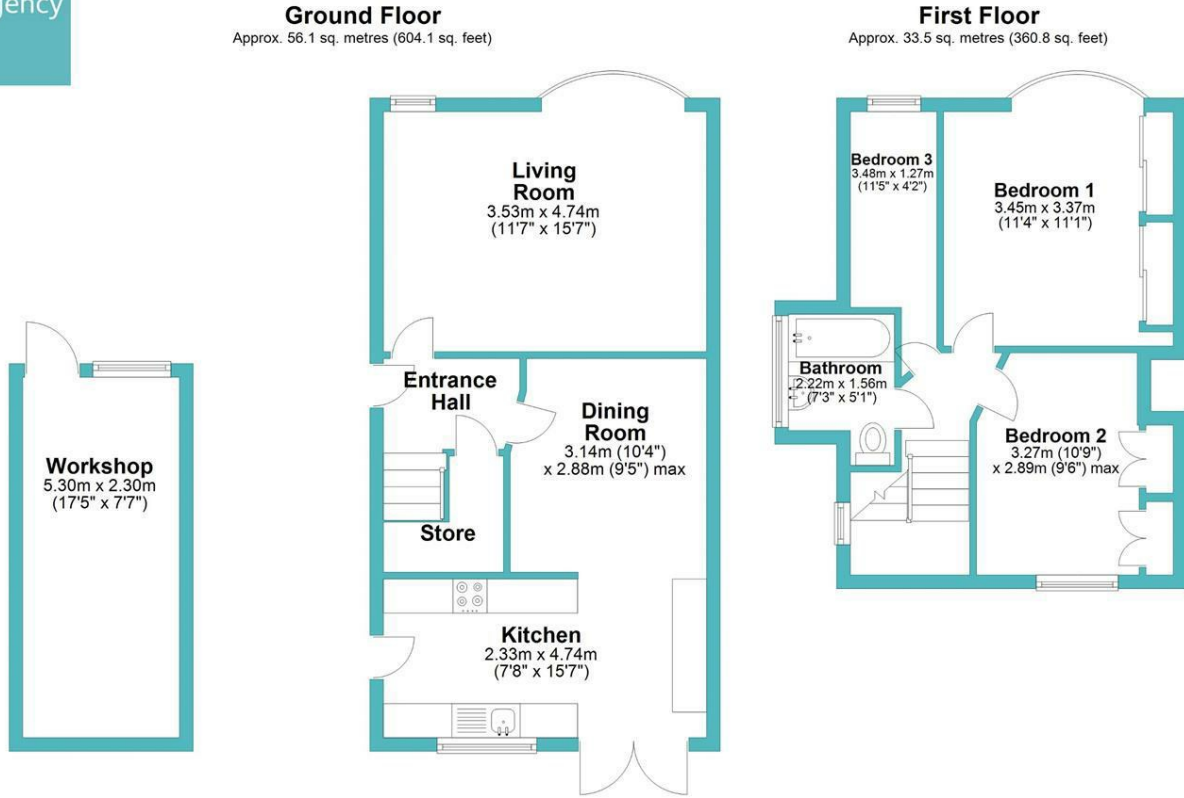 gency
Ground Floor
Approx. 56.1 sq. metres (604.1 sq. feet)
First Floor
Approx. 33.5 sq. metres (360.8 sq. feet)
Living
Room
3.53m x 4.74m
(11'7" x 15'7")
Bedroom 3
3.48m x 1.27m
(11'5" x 4'2")
Bedroom 1
3.45m x 3.37m
(11'4" x 11'1")
Entrance
Hall
Dining
Room
3.14m (10'4")
x 2.88m (9'5") max
Bathroom
2.22m x 1.56m
(7'3" x 5'1")
Bedroom 2
3.27m (10'9")
x 2.89m (9'6") max
Workshop
5.30m x 2.30m
(17'5" x 7'7")
Store
Kitchen
2.33m x 4.74m
(7'8" x 15'7")